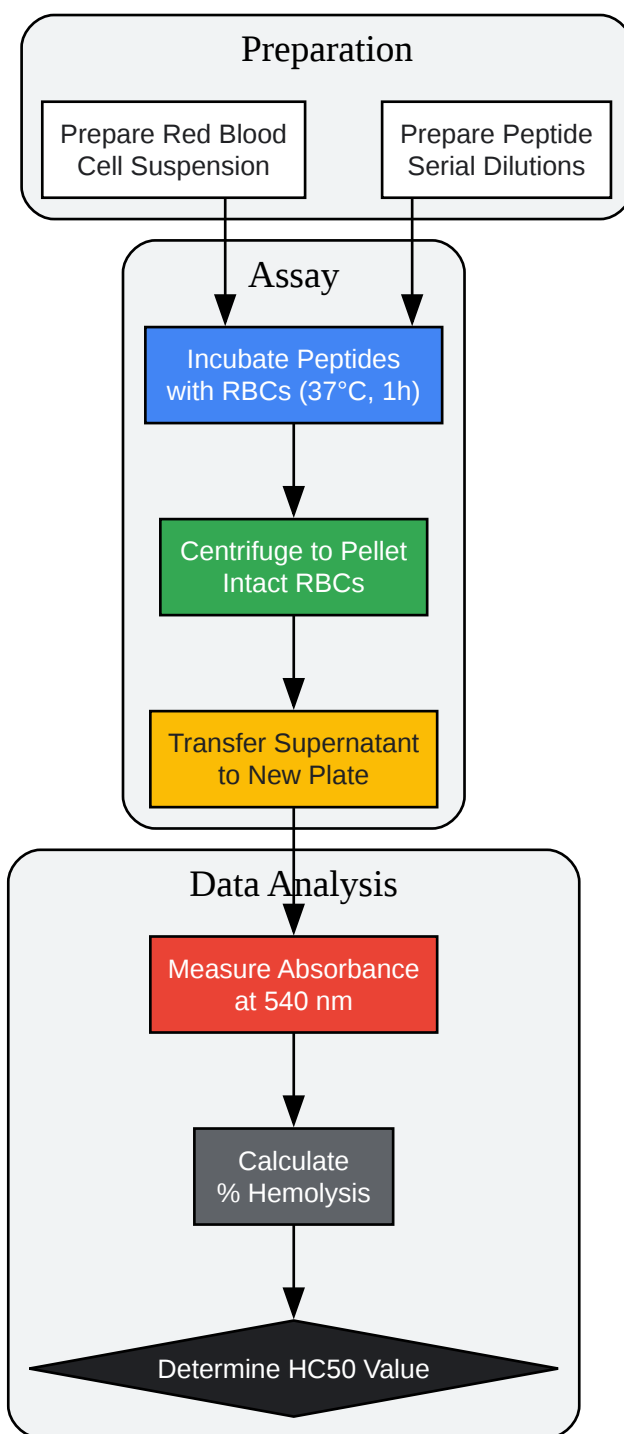 Preparation
Prepare Red Blood
Cell Suspension
Prepare Peptide
Serial Dilutions
Assay
Incubate Peptides
with RBCs (37°C, 1h)
Centrifuge to Pellet
Intact RBCs
Transfer Supernatant
to New Plate
Data Analysis
Measure Absorbance
at 540 nm
Calculate
% Hemolysis
Determine HC50 Value